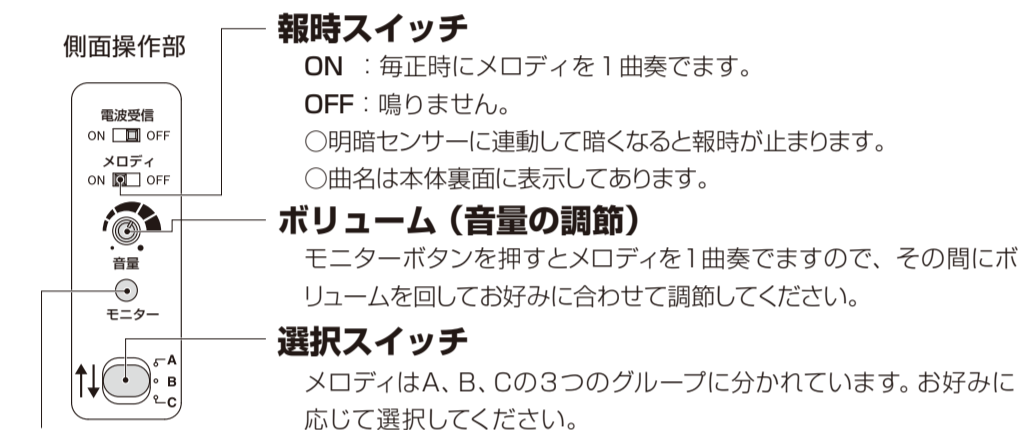 側面操作部
電波受信
ON OFF
メロディ
ON OFF
音量
モニター
A
B
C
報時スイッチ
ON ：毎正時にメロディを1曲奏でます。
OFF：鳴りません。
○明暗センサーに連動して暗くなると報時が止まります。
○曲名は本体裏面に表示してあります。
ボリューム（音量の調節）
モニターボタンを押すとメロディを1曲奏でますので、その間にボ
リュームを回してお好みに合わせて調節してください。
選択スイッチ
メロディはA、B、Cの3つのグループに分かれています。お好みに
応じて選択してください。